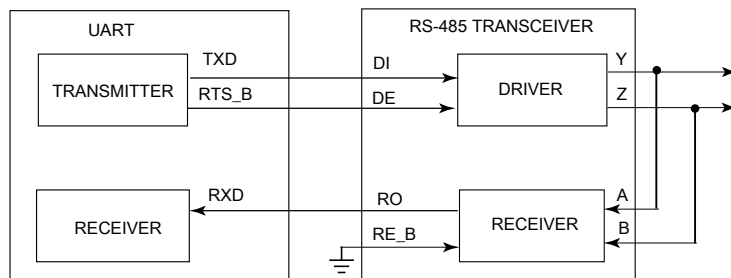 UART
RS-485 TRANSCEIVER
TXD
DI
Y
TRANSMITTER
DRIVER
RTS_B
DE
Z
RXD
RO
A
RECEIVER
RECEIVER
RE_B
B